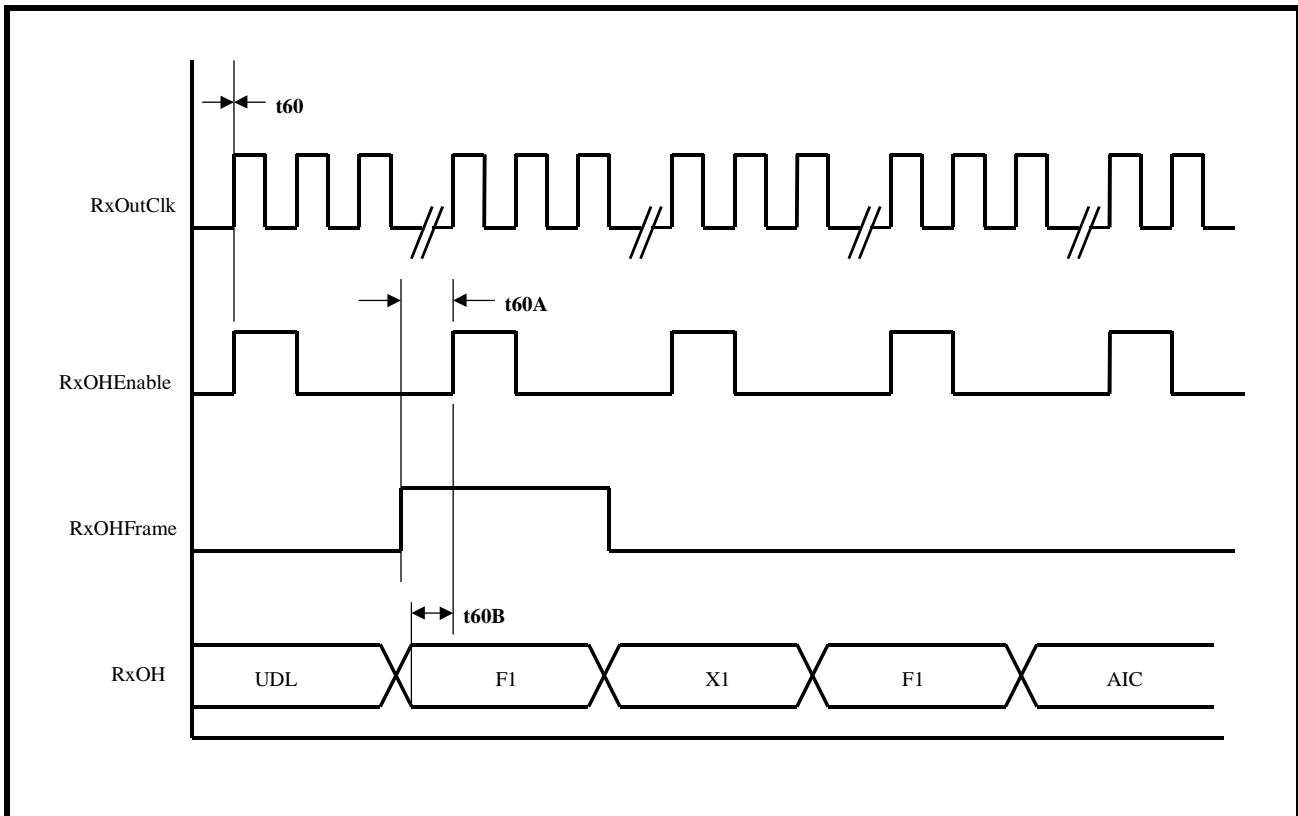 t60
RxOutClk
t60A
RxOHEnable
RxOHFrame
t60B
RxOH
UDL
F1
X1
F1
AIC